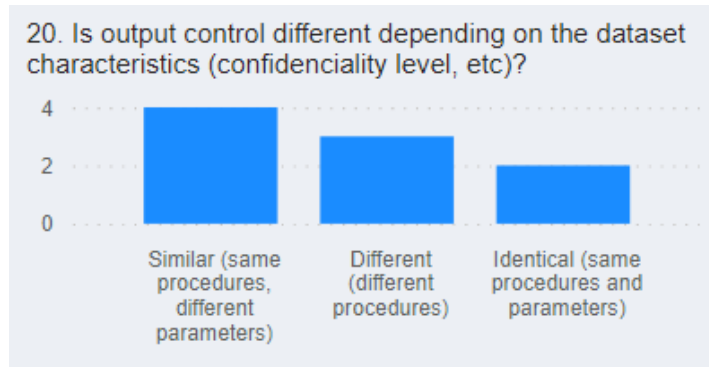 20. Is output control different depending on the dataset
characteristics (confidenciality level, etc)?
4
2
0
Similar (same
procedures,
different
parameters)
Different
(different
procedures)
Identical (same
procedures and
parameters)